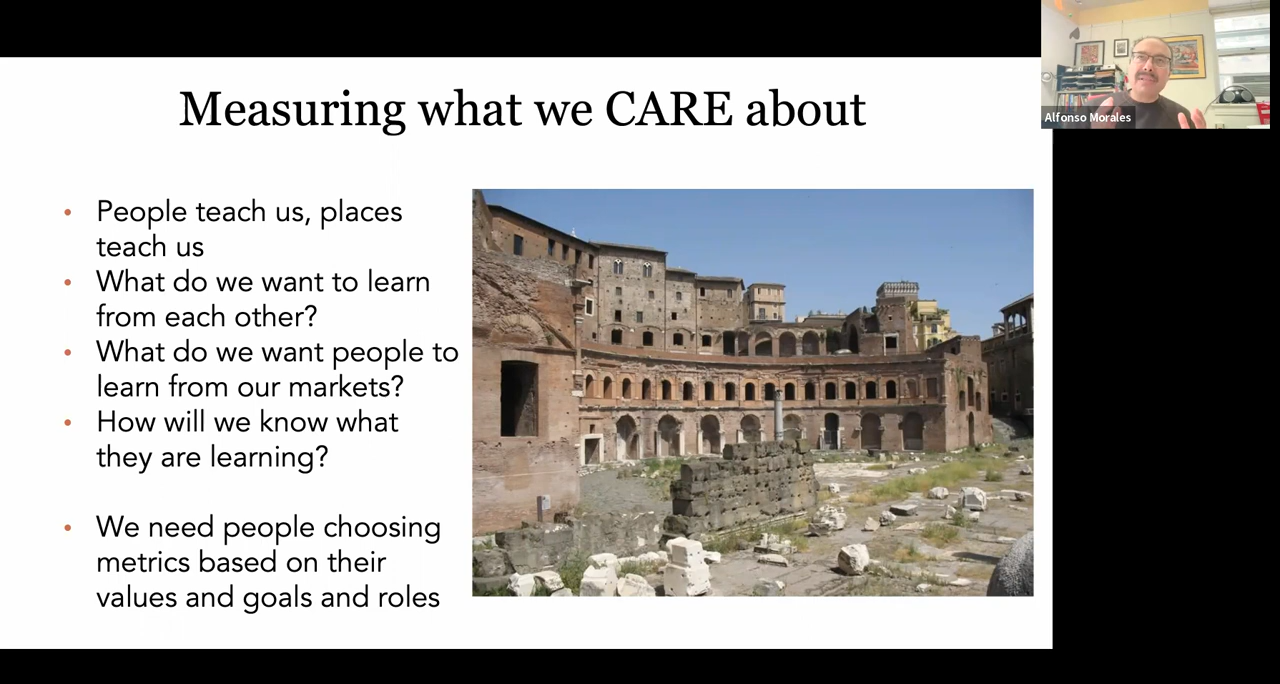 Measuring what we CARE about
Alfonso Morales
• People teach us, places
teach us
• What do we want to learn
from each other?
• What do we want people to
learn from our markets?
• How will we know what
they are learning?
• We need people choosing
metrics based on their
values and goals and roles